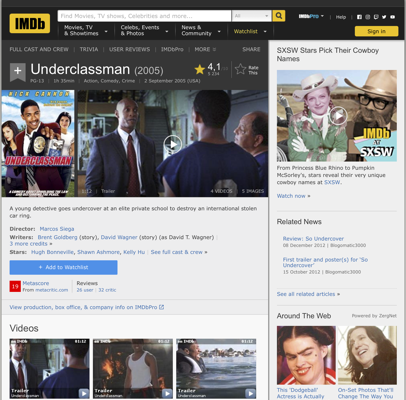 IMDb
Find Movies, TV shows, Celebrities and more...
All
IMDbPro
Help
Movies, TV
& Showtimes
Celebs, Events
& Photos
News &
Community
Watchlist
Sign in
FULL CAST AND CREW | TRIVIA | USER REVIEWS | IMDbPro | MORE
SHARE
Underclassman (2005)
4,1
Rate
This
PG-13 | 1h 35min | Action, Comedy, Crime | 2 September 2005 (USA)
NICK CANNON
UNDERCLASSMAN
Trailer
4 VIDEOS
5 IMAGES
A young detective goes undercover at an elite private school to destroy an international stolen
car ring.
Director: Marcos Siega
Writers: Brent Goldberg (story), David Wagner (story) (as David T. Wagner) |
3 more credits »
Stars: Hugh Bonneville, Shawn Ashmore, Kelly Hu | See full cast & crew »
+ Add to Watchlist
19
Metascore
From metacritic.com
Reviews
26 user | 32 critic
View production, box office, & company info on IMDbPro
Videos
on IMDb
01:12
Trailer
Underclassman
on IMDb
01:12
Trailer
Underclassman
on IMDb
01:12
Trailer
Underclassman
SXSW Stars Pick Their Cowboy
Names
IMDb
AT
SXSW
From Princess Blue Rhino to Pumpkin
McSorley's, stars reveal their very unique
cowboy names at SXSW.
Watch now »
Related News
Review: So Undercover
08 December 2012 | Blogomatic3000
First trailer and poster(s) for 'So
Undercover'
15 October 2012 | Blogomatic3000
See all related articles »
Around The Web
Powered by ZergNet
This 'Dodgeball'
Actress is Actually
On-Set Photos That'll
Change The Way You